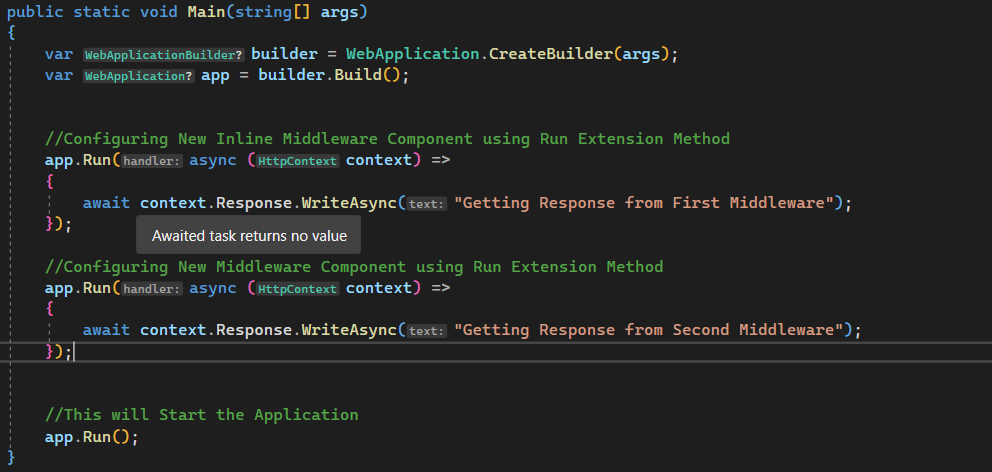 public static void Main(string[] args)
{
var WebApplicationBuilder? builder = WebApplication.CreateBuilder(args);
var WebApplication? app = builder.Build();
//Configuring New Inline Middleware Component using Run Extension Method
app.Run(handler: async (HttpContext context) =>
{
await context.Response.WriteAsync(text: "Getting Response from First Middleware");
});
Awaited task returns no value
//Configuring New Middleware Component using Run Extension Method
app.Run(handler: async (HttpContext context) =>
{
await context.Response.WriteAsync(text: "Getting Response from Second Middleware");
});
//This will Start the Application
app.Run();
}